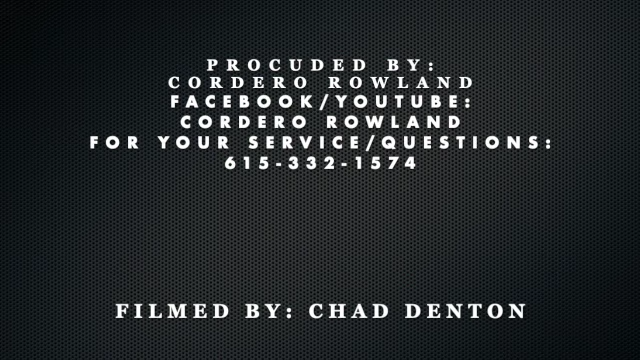 PROCUDED BY:
CORDERO ROWLAND
FACEBOOK/YOUTUBE:
CORDERO ROWLAND
FOR YOUR SERVICE/QUESTIONS:
615-332-1574
FILMED BY: CHAD DENTON